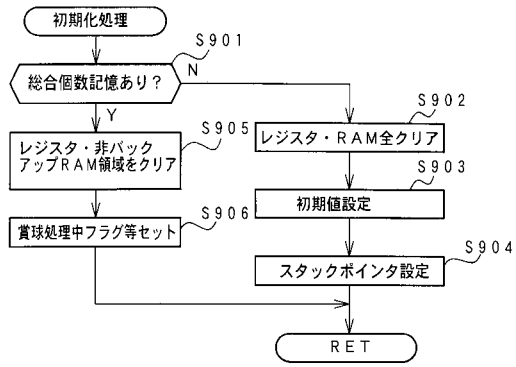 初期化処理
S901
総合個数記憶あり？
N
Y
S902
レジスタ・RAM全クリア
S905
レジスタ・非バック
アップRAM領域をクリア
S903
初期値設定
S906
賞球処理中フラグ等セット
S904
スタックポインタ設定
RET